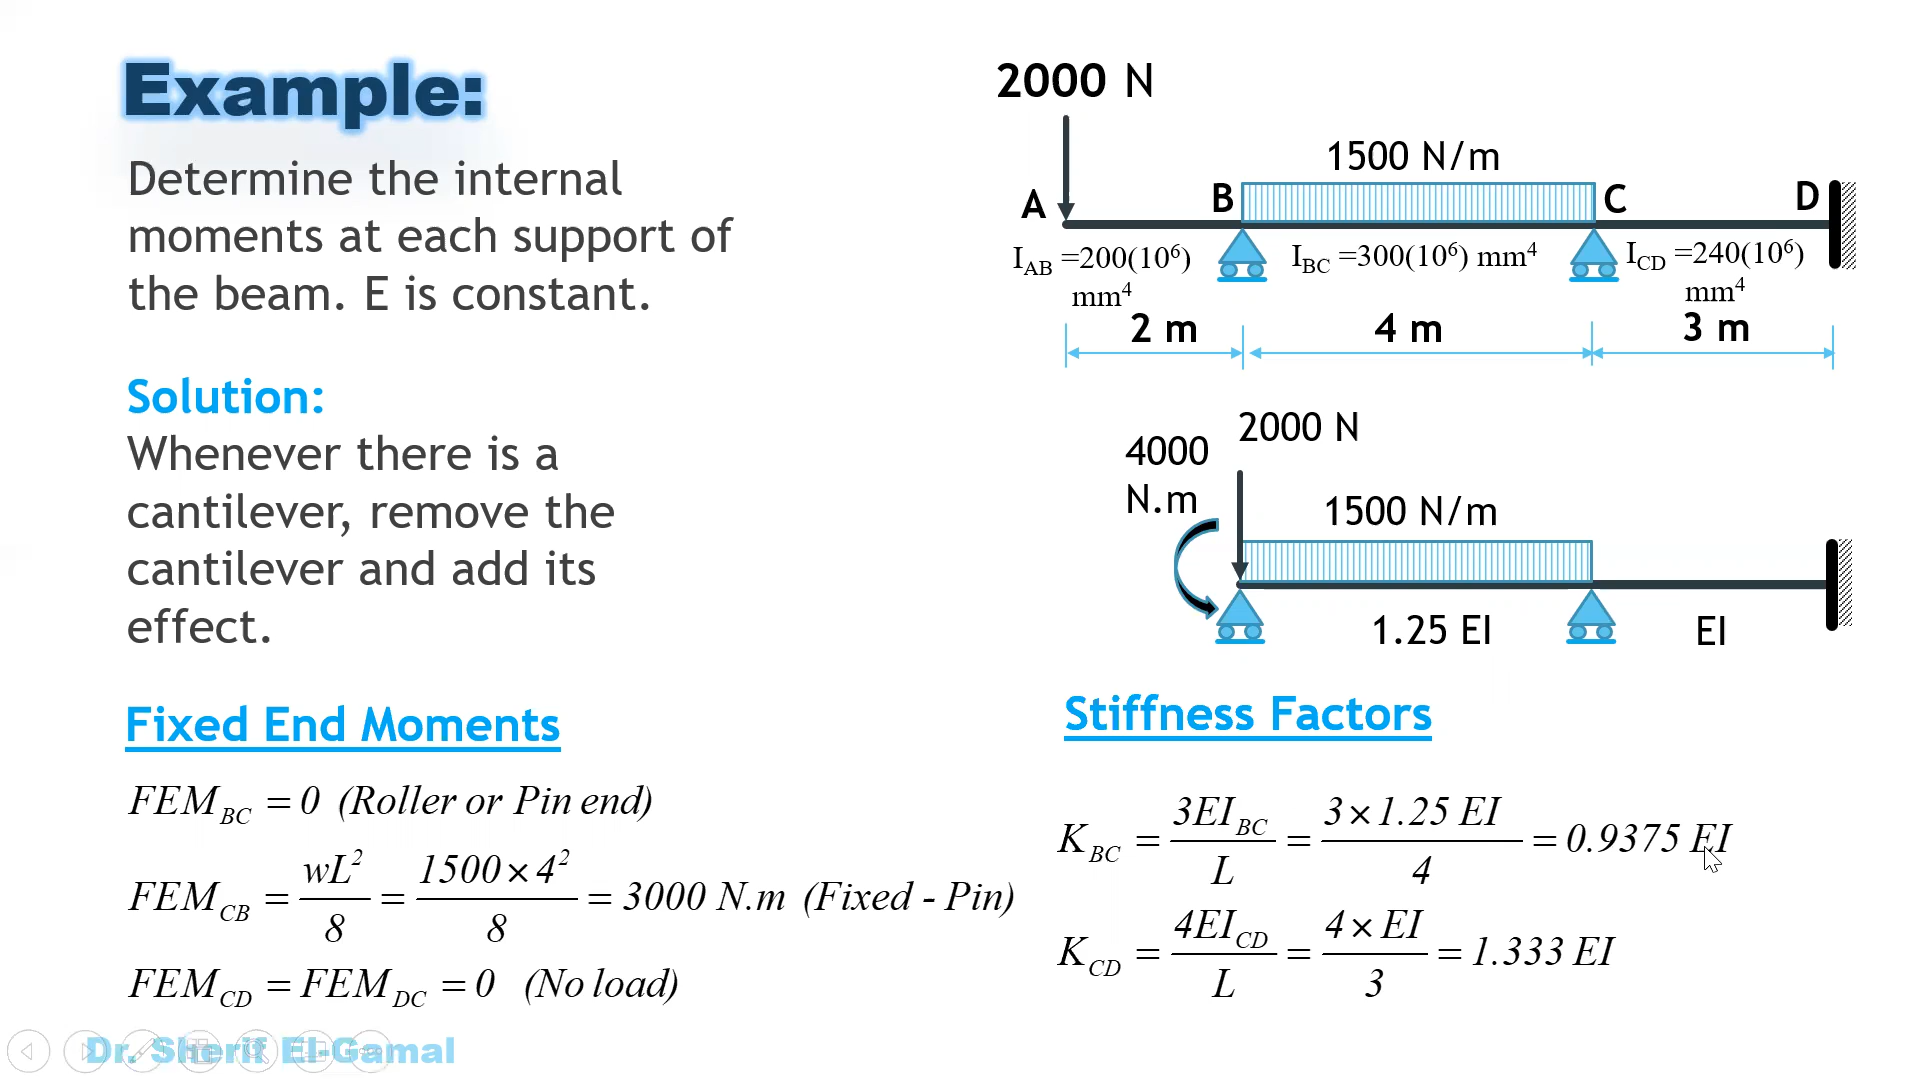 Example:
Determine the internal
moments at each support of
the beam. E is constant.
Solution:
Whenever there is a
cantilever, remove the
cantilever and add its
effect.
2000 N
1500 N/m
A
B
C
D
I_AB =200(10⁶)
mm⁴
I_BC =300(10⁶) mm⁴
I_CD =240(10⁶)
mm⁴
2 m
4 m
3 m
2000 N
4000
N.m
1500 N/m
1.25 EI
EI
Fixed End Moments
FEM_BC = 0 (Roller or Pin end)
FEM_CB = wL²/8 = 1500 × 4²/8 = 3000 N.m (Fixed - Pin)
FEM_CD = FEM_DC = 0 (No load)
Stiffness Factors
K_BC = 3EI_BC/L = 3 × 1.25 EI/4 = 0.9375 EI
K_CD = 4EI_CD/L = 4 × EI/3 = 1.333 EI
Dr. Sherif El-Gamal